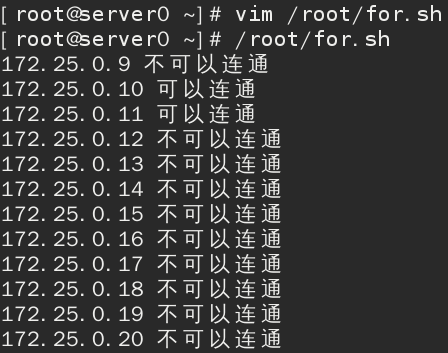 [root@server0 ~]# vim /root/for.sh
[root@server0 ~]# /root/for.sh
172.25.0.9 不可以连通
172.25.0.10 可以连通
172.25.0.11 可以连通
172.25.0.12 不可以连通
172.25.0.13 不可以连通
172.25.0.14 不可以连通
172.25.0.15 不可以连通
172.25.0.16 不可以连通
172.25.0.17 不可以连通
172.25.0.18 不可以连通
172.25.0.19 不可以连通
172.25.0.20 不可以连通